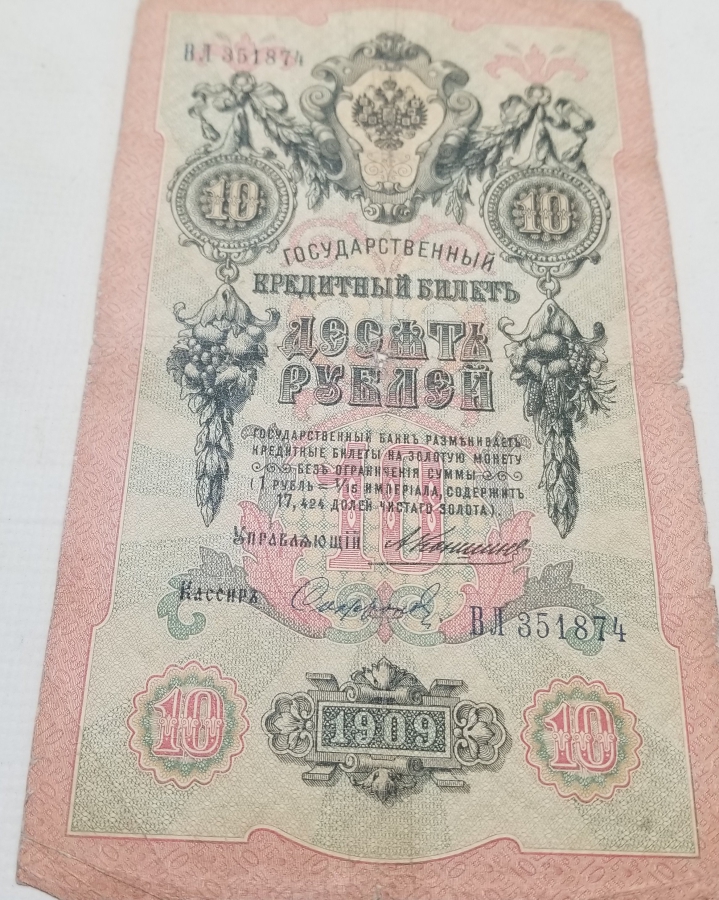 ВЛ 351874
10 10
ГОСУДАРСТВЕННЫЙ
КРЕДИТНЫЙ БИЛЕТЪ
ДЕСЯТЬ
РУБЛЕЙ
ГОСУДАРСТВЕННЫЙ БАНКЪ РАЗМѢНИВАЕТЪ
КРЕДИТНЫЕ БИЛЕТЫ НА ЗОЛОТУЮ МОНЕТУ
БЕЗЪ ОГРАНИЧЕНІЯ СУММЫ
(1 РУБЛЬ = 1/15 ИМПЕРІАЛА, СОДЕРЖИТЪ
17,424 ДОЛЕЙ ЧИСТАГО ЗОЛОТА).
10
УПРАВЛЯЮЩІЙ
КАССИРЪ
ВЛ 351874
10 1909 10